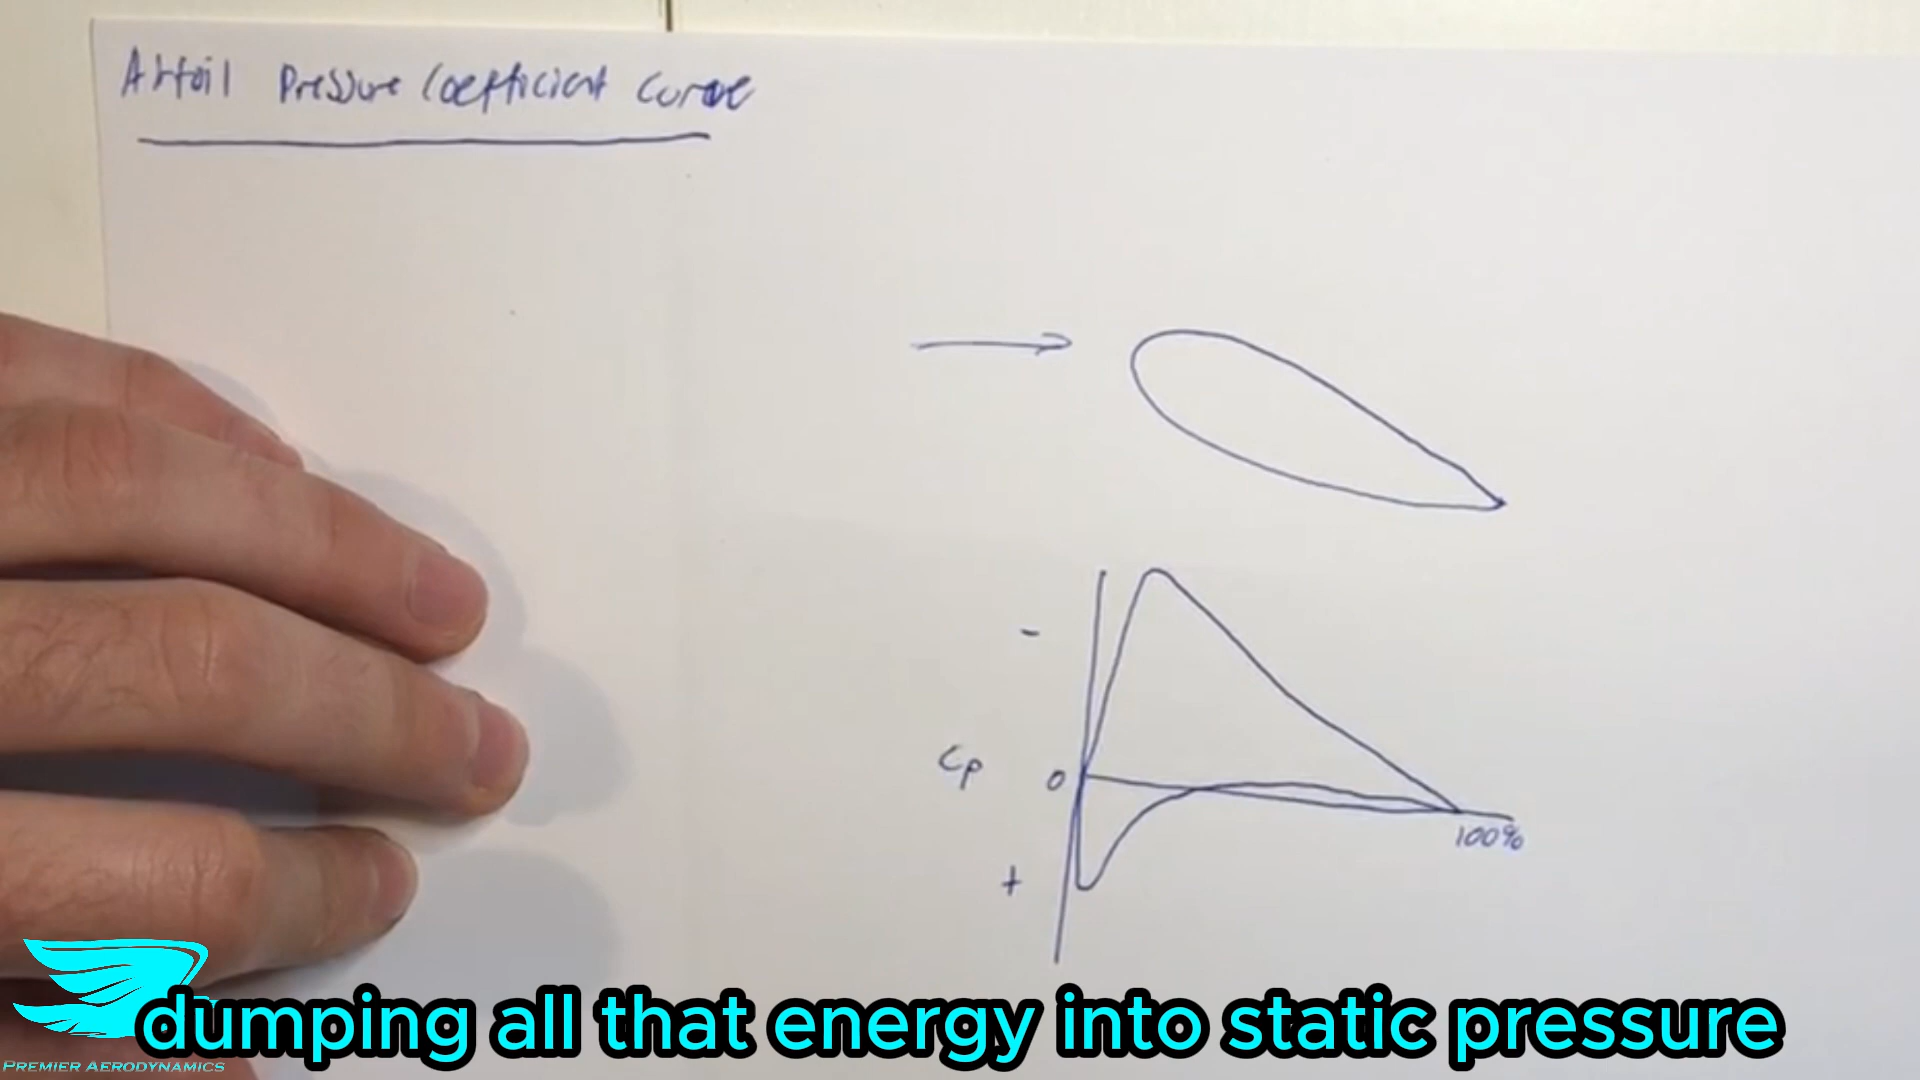 Airfoil Pressure Coefficient Curve
-
Cp 0
100%
+
dumping all that energy into static pressure
PREMIER AERODYNAMICS